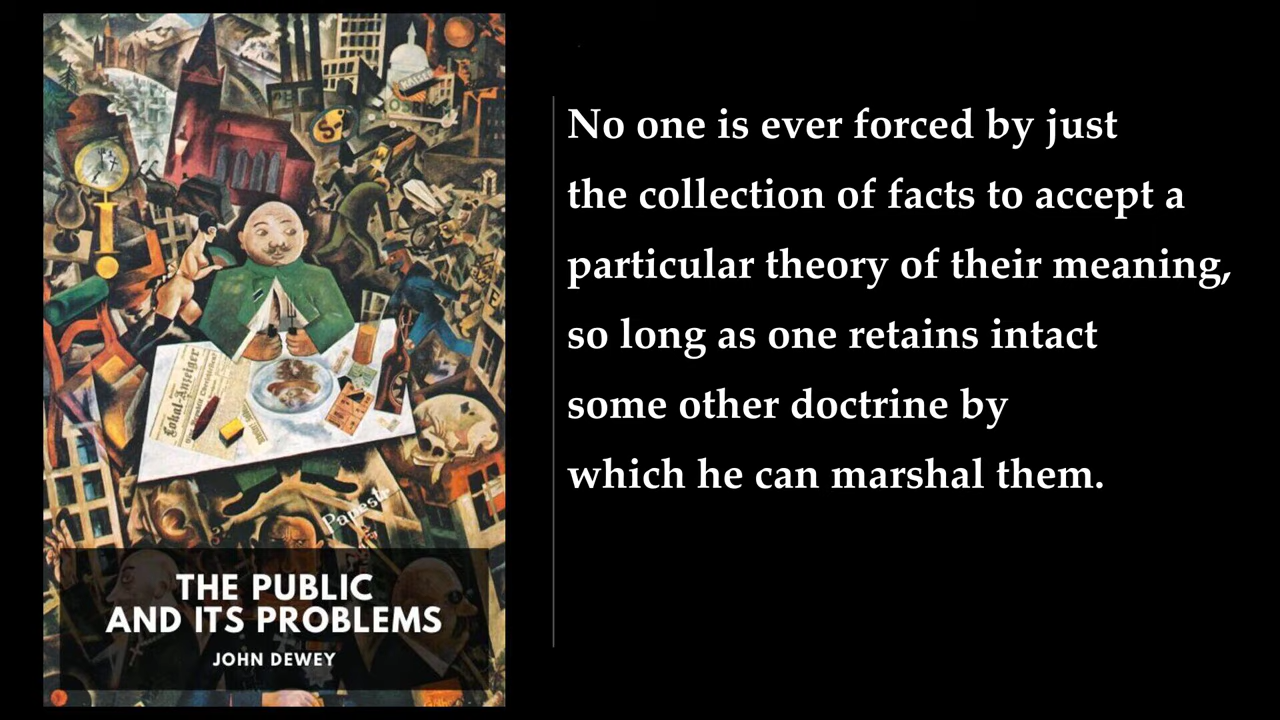 No one is ever forced by just
the collection of facts to accept a
particular theory of their meaning,
so long as one retains intact
some other doctrine by
which he can marshal them.
Lokal-Anzeiger
THE PUBLIC
AND ITS PROBLEMS
JOHN DEWEY